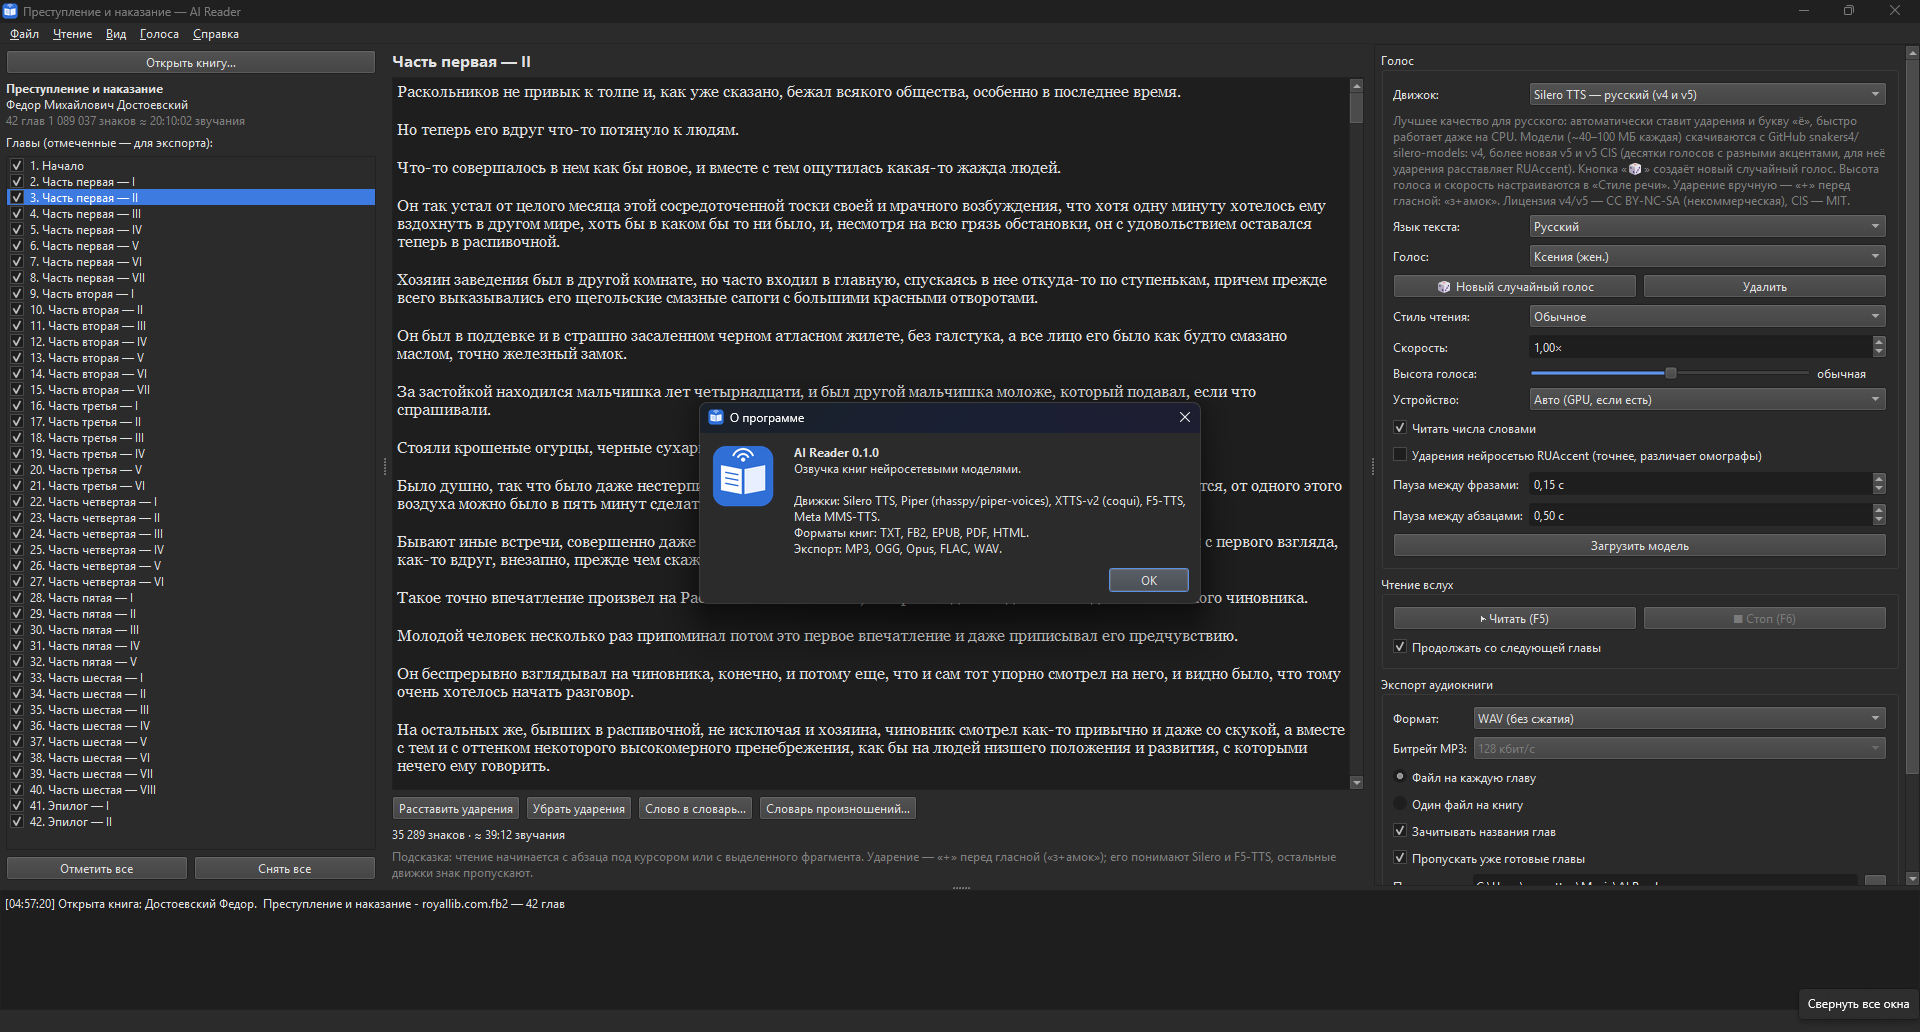 Преступление и наказание — AI Reader
Файл Чтение Вид Голоса Справка
Открыть книгу...
Преступление и наказание
Федор Михайлович Достоевский
42 глав 1 089 037 знаков ≈ 20:10:02 звучания
Главы (отмеченные — для экспорта):
1. Начало
2. Часть первая — I
3. Часть первая — II
4. Часть первая — III
5. Часть первая — IV
6. Часть первая — V
7. Часть первая — VI
8. Часть первая — VII
9. Часть вторая — I
10. Часть вторая — II
11. Часть вторая — III
12. Часть вторая — IV
13. Часть вторая — V
14. Часть вторая — VI
15. Часть вторая — VII
16. Часть третья — I
17. Часть третья — II
18. Часть третья — III
19. Часть третья — IV
20. Часть третья — V
21. Часть третья — VI
22. Часть четвертая — I
23. Часть четвертая — II
24. Часть четвертая — III
25. Часть четвертая — IV
26. Часть четвертая — V
27. Часть четвертая — VI
28. Часть пятая — I
29. Часть пятая — II
30. Часть пятая — III
31. Часть пятая — IV
32. Часть пятая — V
33. Часть шестая — I
34. Часть шестая — II
35. Часть шестая — III
36. Часть шестая — IV
37. Часть шестая — V
38. Часть шестая — VI
39. Часть шестая — VII
40. Часть шестая — VIII
41. Эпилог — I
42. Эпилог — II
Отметить все Снять все
Часть первая — II
Раскольников не привык к толпе и, как уже сказано, бежал всякого общества, особенно в последнее время.
Но теперь его вдруг что-то потянуло к людям.
Что-то совершалось в нем как бы новое, и вместе с тем ощутилась какая-то жажда людей.
Он так устал от целого месяца этой сосредоточенной тоски своей и мрачного возбуждения, что хотя одну минуту хотелось ему
вздохнуть в другом мире, хоть бы в каком бы то ни было, и, несмотря на всю грязь обстановки, он с удовольствием оставался
теперь в распивочной.
Хозяин заведения был в другой комнате, но часто входил в главную, спускаясь в нее откуда-то по ступенькам, причем прежде
всего выказывались его щегольские смазные сапоги с большими красными отворотами.
Он был в поддевке и в страшно засаленном черном атласном жилете, без галстука, а все лицо его было как будто смазано
маслом, точно железный замок.
За застойкой находился мальчишка лет четырнадцати, и был другой мальчишка моложе, который подавал, если что
спрашивали.
Стояли крошеные огурцы, черные
Было душно, так что было даже от одного этого
воздуха можно было в пять минут
Бывают иные встречи, совершенно даже с первого взгляда,
как-то вдруг, внезапно, прежде чем
Такое точно впечатление произвел на чиновника.
Молодой человек несколько раз припоминал потом это первое впечатление и даже приписывал его предчувствию.
Он беспрерывно взглядывал на чиновника, конечно, и потому еще, что и сам тот упорно смотрел на него, и видно было, что тому
очень хотелось начать разговор.
На остальных же, бывших в распивочной, не исключая и хозяина, чиновник смотрел как-то привычно и даже со скукой, а вместе
с тем и с оттенком некоторого высокомерного пренебрежения, как бы на людей низшего положения и развития, с которыми
нечего ему говорить.
Расставить ударения Убрать ударения Слово в словарь... Словарь произношений...
35 289 знаков · ≈ 39:12 звучания
Подсказка: чтение начинается с абзаца под курсором или с выделенного фрагмента. Ударение — «+» перед гласной («з+амок»); его понимают Silero и F5-TTS, остальные
движки знак пропускают.
О программе
AI Reader 0.1.0
Озвучка книг нейросетевыми моделями.
Движки: Silero TTS, Piper (rhasspy/piper-voices), XTTS-v2 (coqui), F5-TTS,
Meta MMS-TTS.
Форматы книг: TXT, FB2, EPUB, PDF, HTML.
Экспорт: MP3, OGG, Opus, FLAC, WAV.
OK
Голос
Движок: Silero TTS — русский (v4 и v5)
Лучшее качество для русского: автоматически ставит ударения и букву «ё», быстро
работает даже на CPU. Модели (~40–100 МБ каждая) скачиваются с GitHub snakers4/
silero-models: v4, более новая v5 и v5 CIS (десятки голосов с разными акцентами, для неё
ударения расставляет RUAccent). Кнопка «🎲» создаёт новый случайный голос. Высота
голоса и скорость настраиваются в «Стиле речи». Ударение вручную — «+» перед
гласной: «з+амок». Лицензия v4/v5 — CC BY-NC-SA (некоммерческая), CIS — MIT.
Язык текста: Русский
Голос: Ксения (жен.)
🎲 Новый случайный голос Удалить
Стиль чтения: Обычное
Скорость: 1,00×
Высота голоса: обычная
Устройство: Авто (GPU, если есть)
Читать числа словами
Ударения нейросетью RUAccent (точнее, различает омографы)
Пауза между фразами: 0,15 с
Пауза между абзацами: 0,50 с
Загрузить модель
Чтение вслух
Читать (F5) Стоп (F6)
Продолжать со следующей главы
Экспорт аудиокниги
Формат: WAV (без сжатия)
Битрейт MP3: 128 кбит/с
Файл на каждую главу
Один файл на книгу
Зачитывать названия глав
Пропускать уже готовые главы
[04:57:20] Открыта книга: Достоевский Федор. Преступление и наказание - royallib.com.fb2 — 42 глав
Свернуть все окна